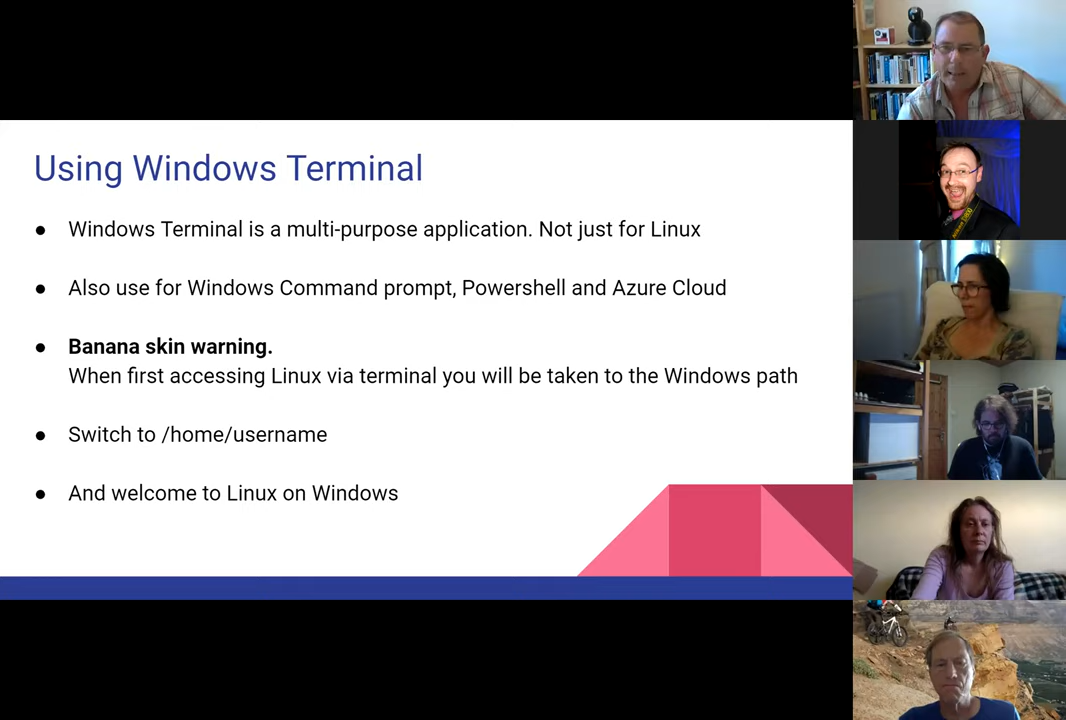 Using Windows Terminal
● Windows Terminal is a multi-purpose application. Not just for Linux
● Also use for Windows Command prompt, Powershell and Azure Cloud
● Banana skin warning.
When first accessing Linux via terminal you will be taken to the Windows path
● Switch to /home/username
● And welcome to Linux on Windows